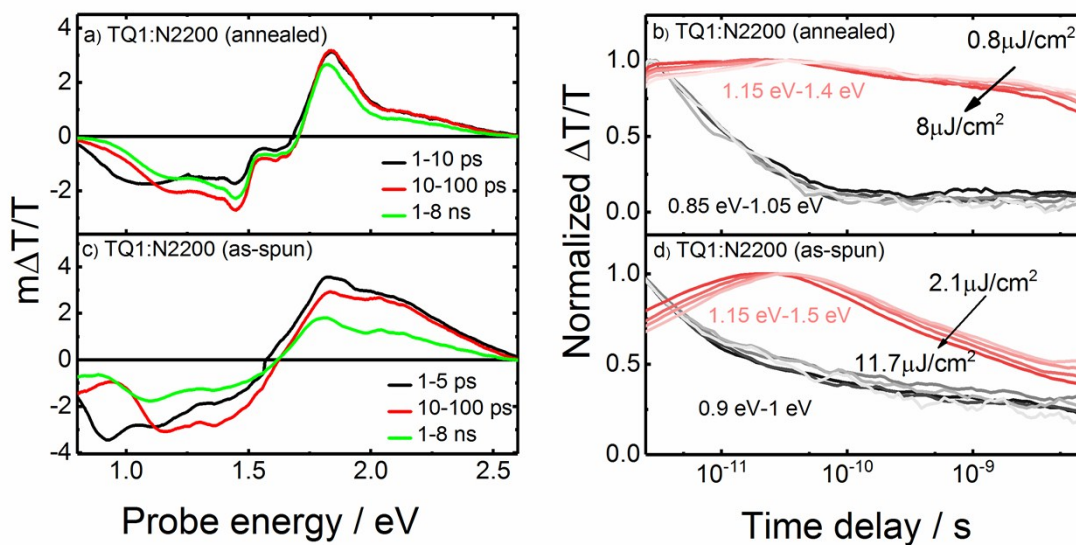 a) TQ1:N2200 (annealed)
4
2
0
-2
1-10 ps
10-100 ps
1-8 ns
c) TQ1:N2200 (as-spun)
4
2
0
-2
-4
1-5 ps
10-100 ps
1-8 ns
1.0
1.5
2.0
2.5
mΔT/T
Probe energy / eV
b) TQ1:N2200 (annealed)
0.8μJ/cm²
1.0
0.5
0.0
1.15 eV-1.4 eV
8μJ/cm²
0.85 eV-1.05 eV
d) TQ1:N2200 (as-spun)
2.1μJ/cm²
1.0
0.5
0.0
1.15 eV-1.5 eV
11.7μJ/cm²
0.9 eV-1 eV
10⁻¹¹
10⁻¹⁰
10⁻⁹
Normalized ΔT/T
Time delay / s